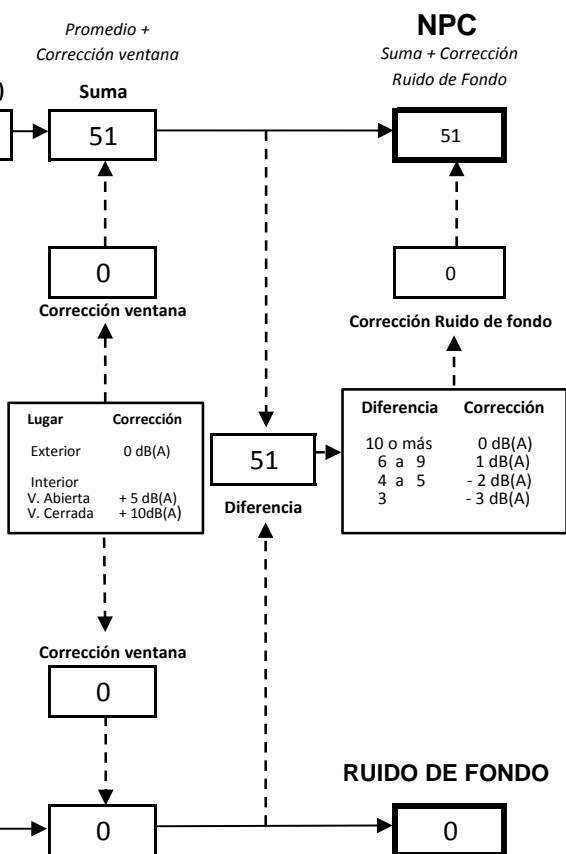 Promedio +
Corrección ventana
NPC
Suma + Corrección
Ruido de Fondo
)
Suma
51
51
0
Corrección ventana
0
Corrección Ruido de fondo
Lugar Corrección
Exterior 0 dB(A)
Interior
V. Abierta + 5 dB(A)
V. Cerrada + 10dB(A)
51
Diferencia
Diferencia Corrección
10 o más 0 dB(A)
6 a 9 1 dB(A)
4 a 5 - 2 dB(A)
3 - 3 dB(A)
Corrección ventana
0
RUIDO DE FONDO
0
0